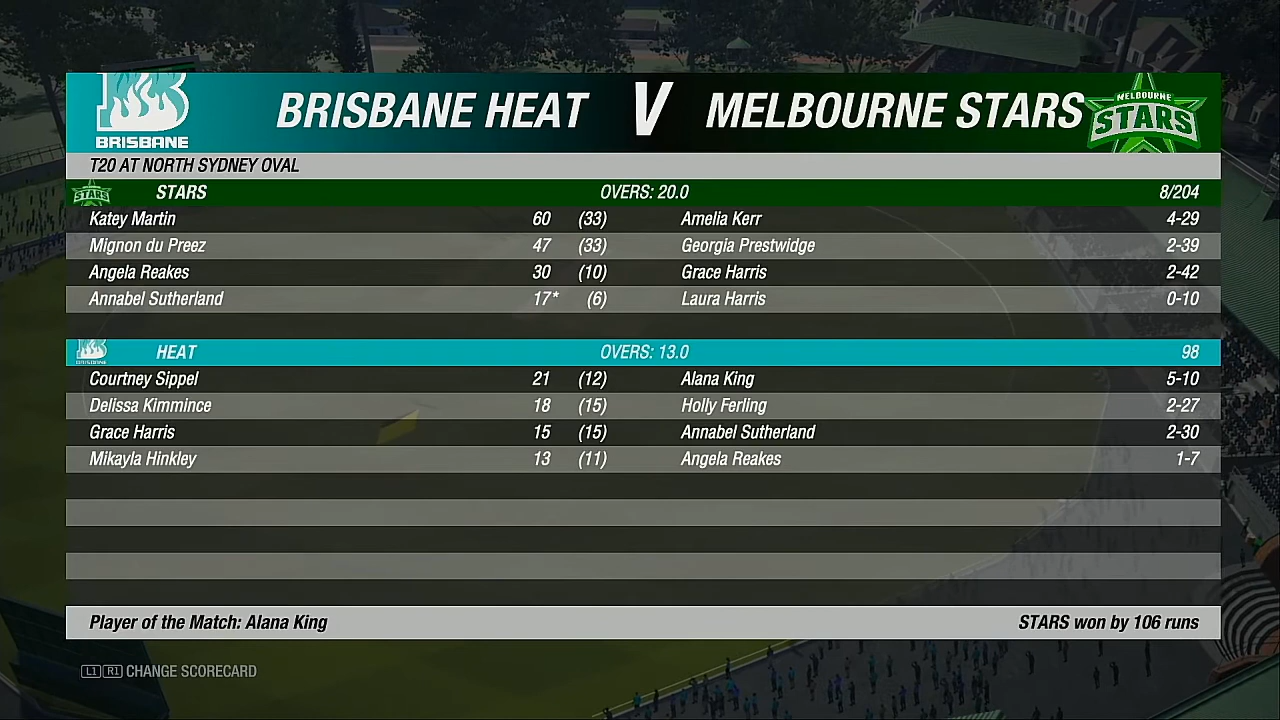 BRISBANE
BRISBANE HEAT V MELBOURNE STARS
MELBOURNE
STARS
T20 AT NORTH SYDNEY OVAL
STARS STARS OVERS: 20.0 8/204
Katey Martin 60 (33) Amelia Kerr 4-29
Mignon du Preez 47 (33) Georgia Prestwidge 2-39
Angela Reakes 30 (10) Grace Harris 2-42
Annabel Sutherland 17* (6) Laura Harris 0-10
HEAT OVERS: 13.0 98
Courtney Sippel 21 (12) Alana King 5-10
Delissa Kimmince 18 (15) Holly Ferling 2-27
Grace Harris 15 (15) Annabel Sutherland 2-30
Mikayla Hinkley 13 (11) Angela Reakes 1-7
Player of the Match: Alana King STARS won by 106 runs
L1 R1 CHANGE SCORECARD